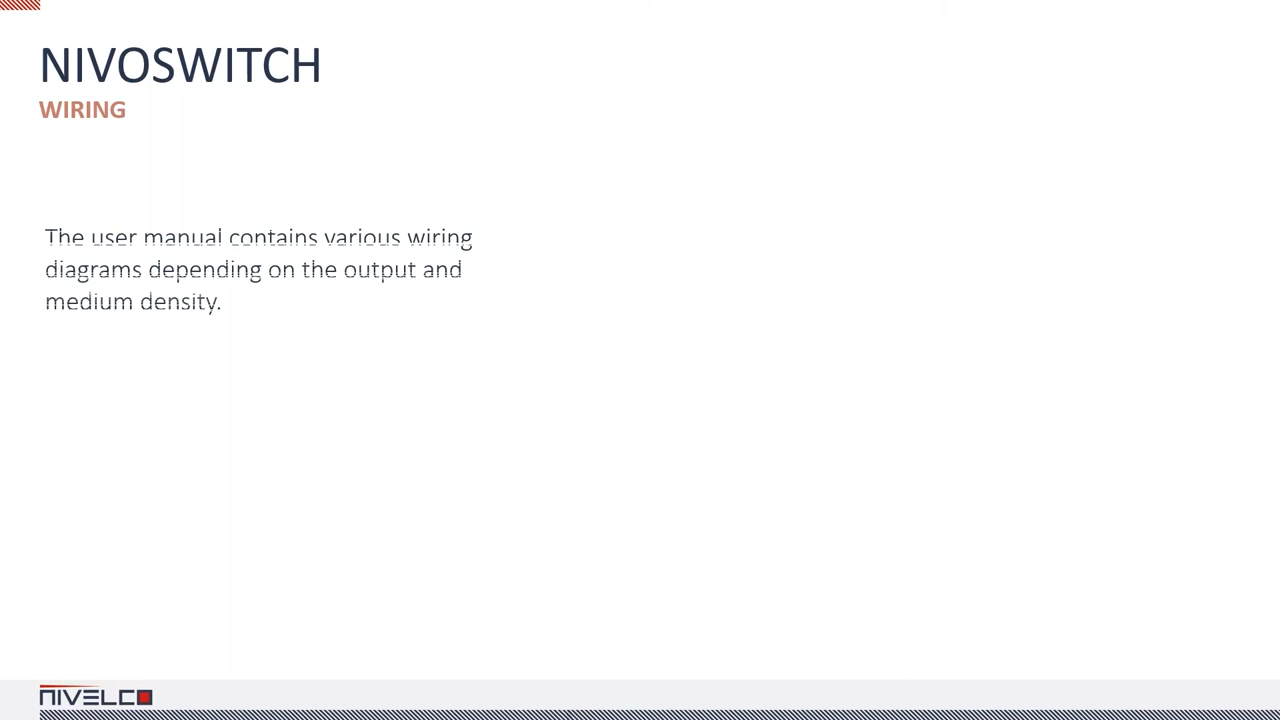 NIVOSWITCH
WIRING
The user manual contains various wiring
diagrams depending on the output and
medium density.
NIVELCO